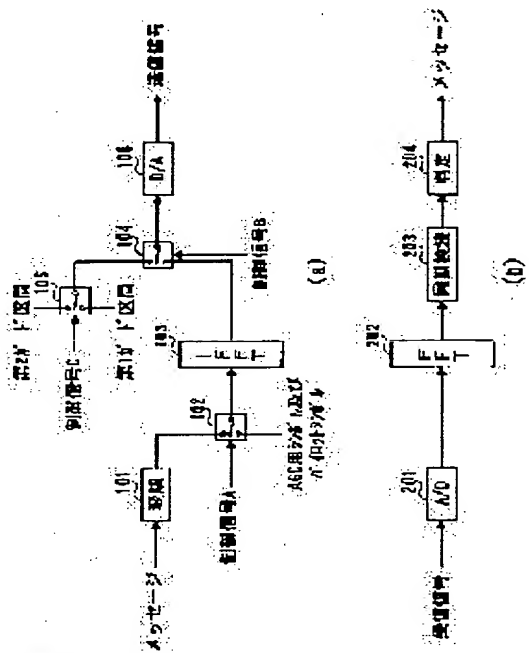 メッセージ
101
変調
制御信号A
102
AGC用シンボル及び
パイロットシンボル
103
IFFT
第2ガード区間
105
制御信号C
第1ガード区間
104
制御信号B
106
D/A
送信信号
(a)
受信信号
201
A/D
202
FFT
203
同期検波
204
判定
メッセージ
(b)